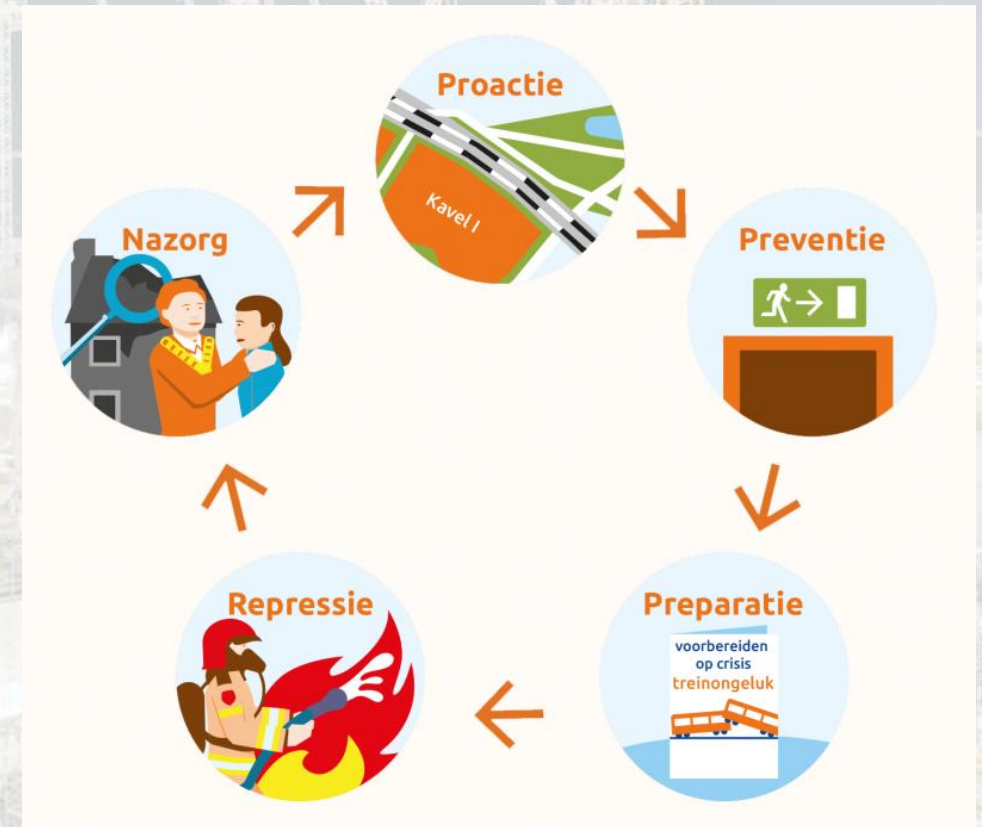 Proactie
Kavel I
Preventie
Preparatie
voorbereiden
op crisis
treinongeluk
Repressie
Nazorg